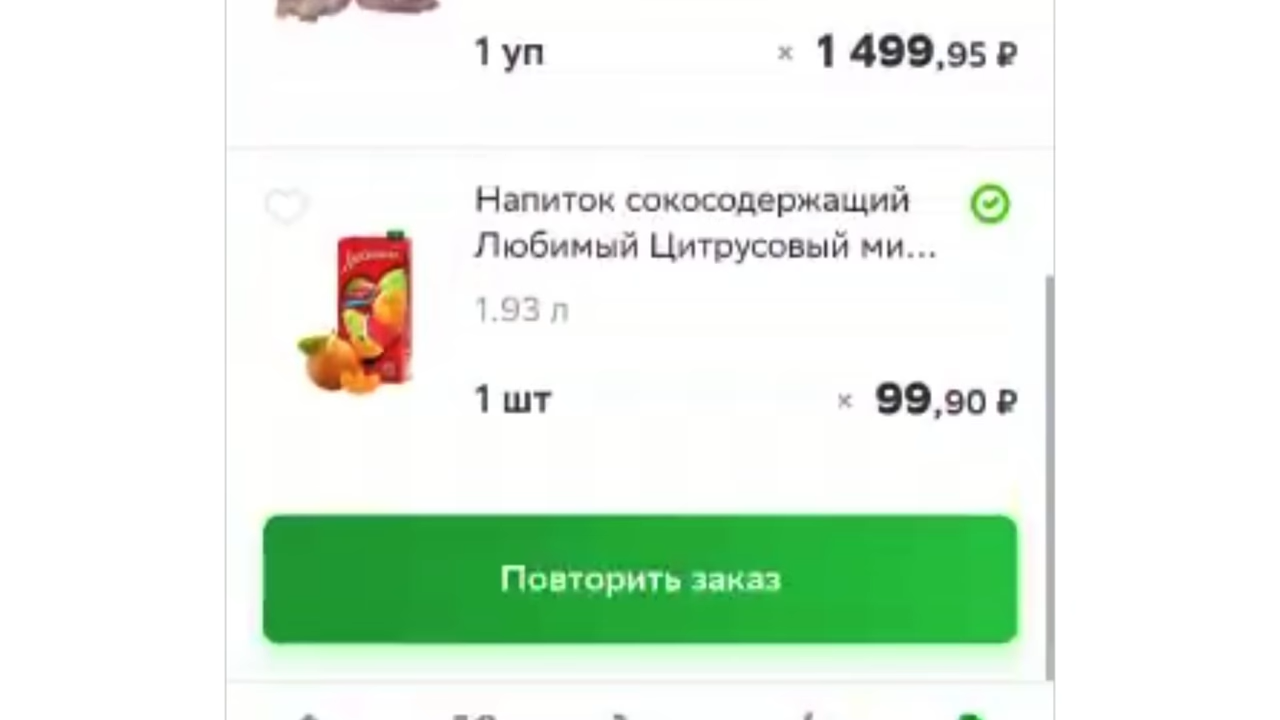 1 уп × 1 499,95 ₽
Напиток сокосодержащий
Любимый Цитрусовый ми...
1.93 л
1 шт × 99,90 ₽
Повторить заказ